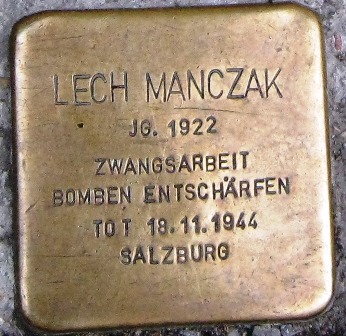 LECH MANCZAK
JG. 1922
ZWANGSARBEIT
BOMBEN ENTSCHÄRFEN
TOT 18.11.1944
SALZBURG